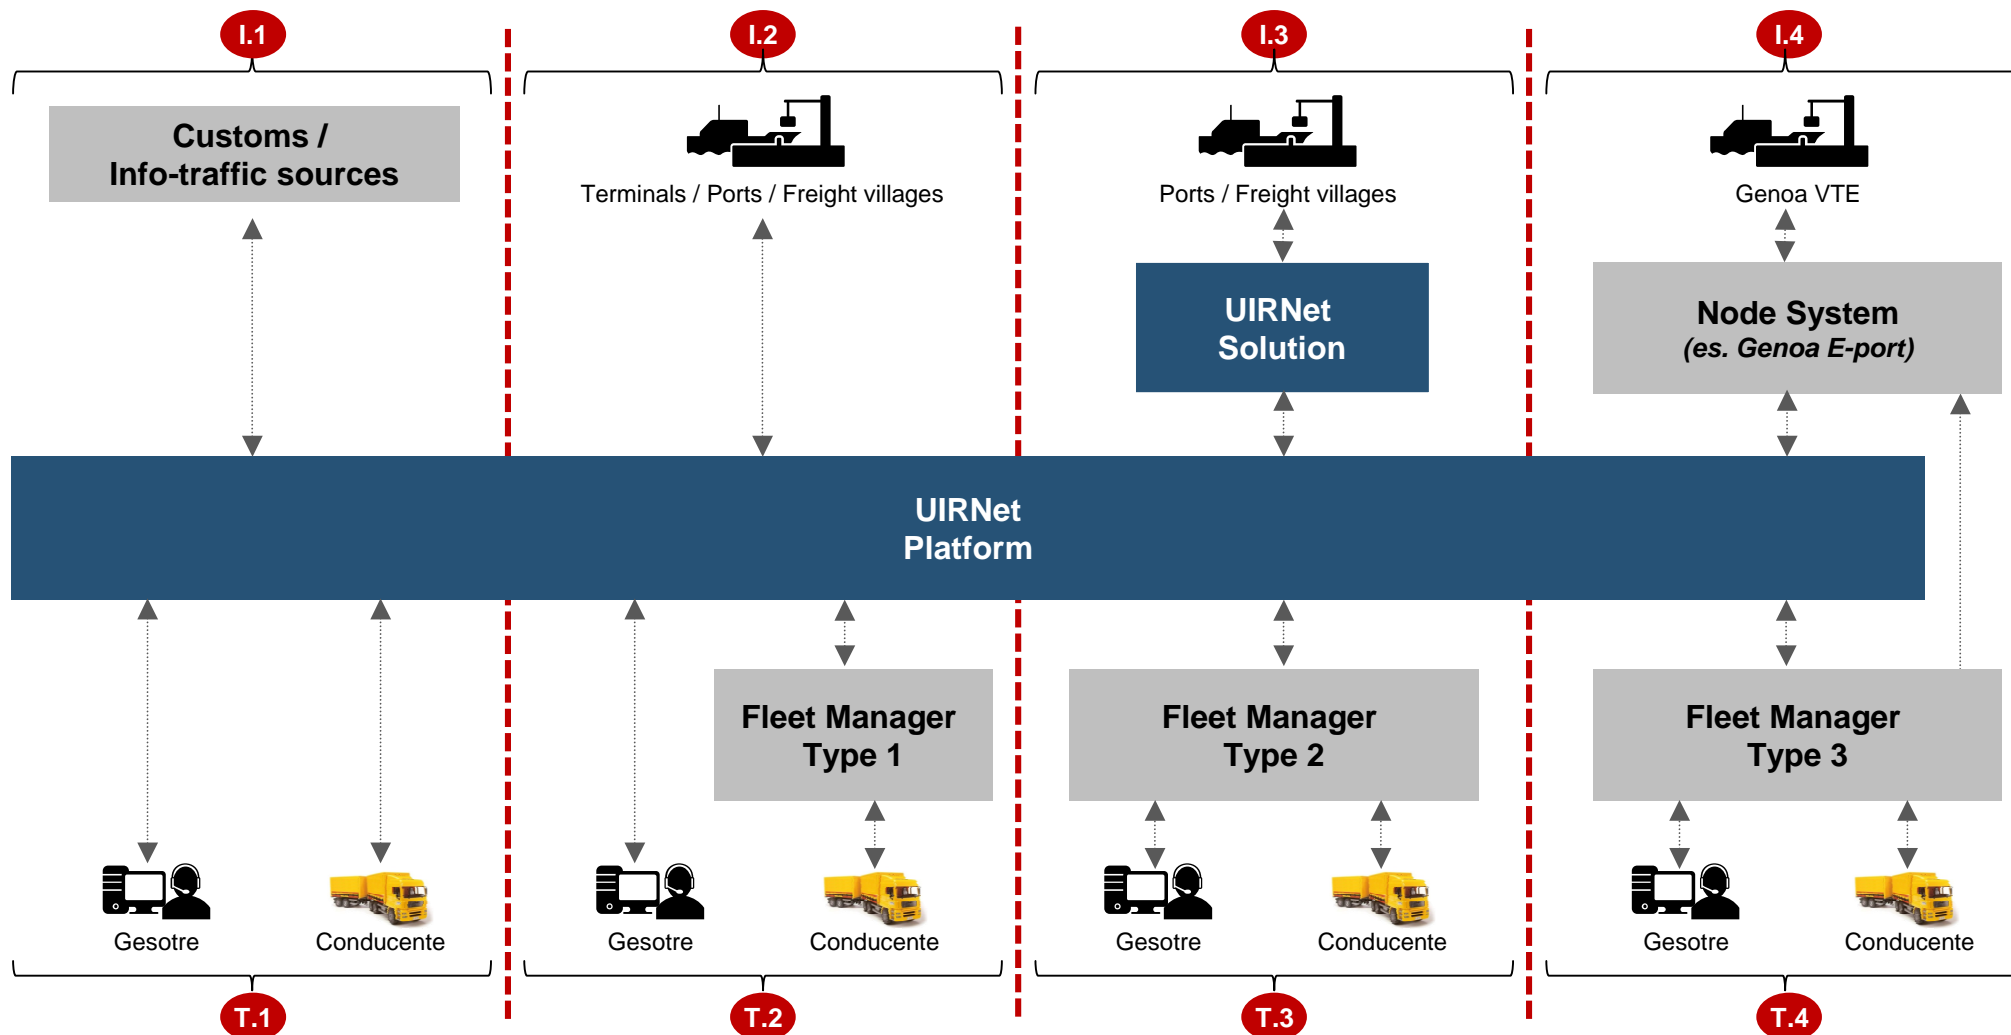 I.1
I.2
I.3
I.4
Customs /
Info-traffic sources
Terminals / Ports / Freight villages
Ports / Freight villages
Genoa VTE
UIRNet
Solution
Node System
(es. Genoa E-port)
UIRNet
Platform
Fleet Manager
Type 1
Fleet Manager
Type 2
Fleet Manager
Type 3
Gesotre
Conducente
Gesotre
Conducente
Gesotre
Conducente
Gesotre
Conducente
T.1
T.2
T.3
T.4